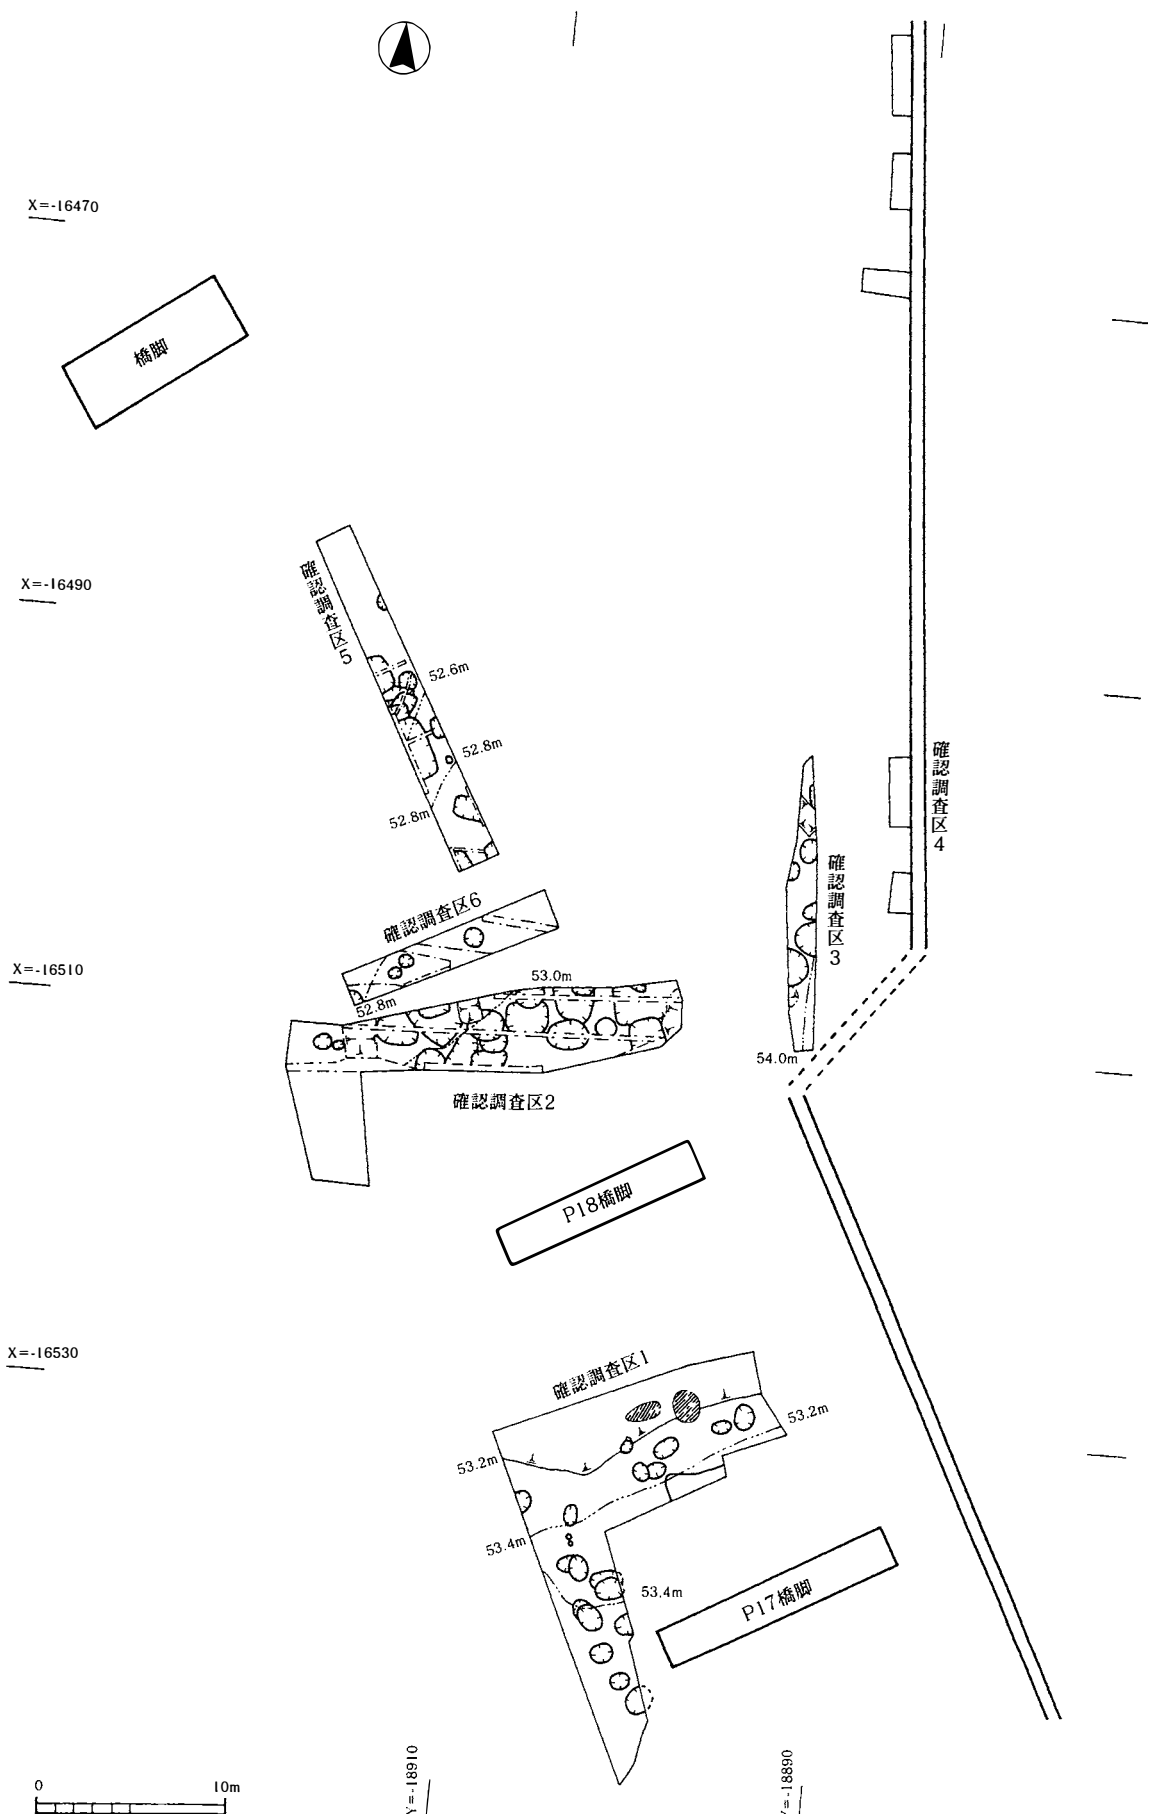 X=-16470
橋脚
X=-16490
確認調査区5
52.6m
52.8m
52.8m
確認調査区4
確認調査区3
確認調査区6
X=-16510
53.0m
52.8m
54.0m
確認調査区2
P18橋脚
X=-16530
確認調査区1
53.2m
53.2m
53.4m
53.4m
P17橋脚
Y=-18910
Y=-18890
0 10m